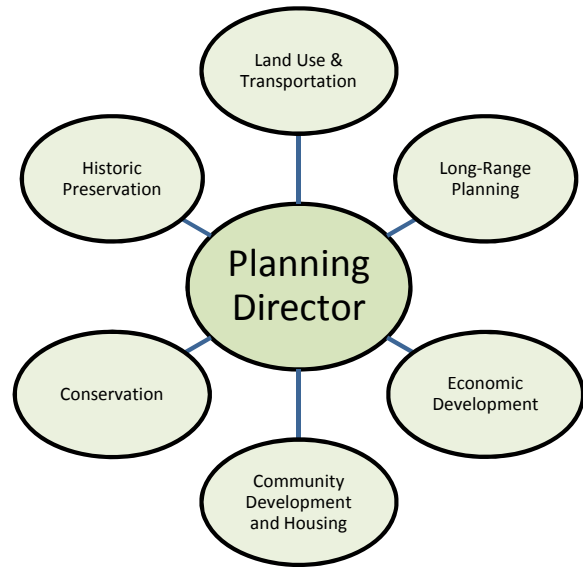 Land Use &
Transportation
Historic
Preservation
Long-Range
Planning
Planning
Director
Conservation
Economic
Development
Community
Development
and Housing